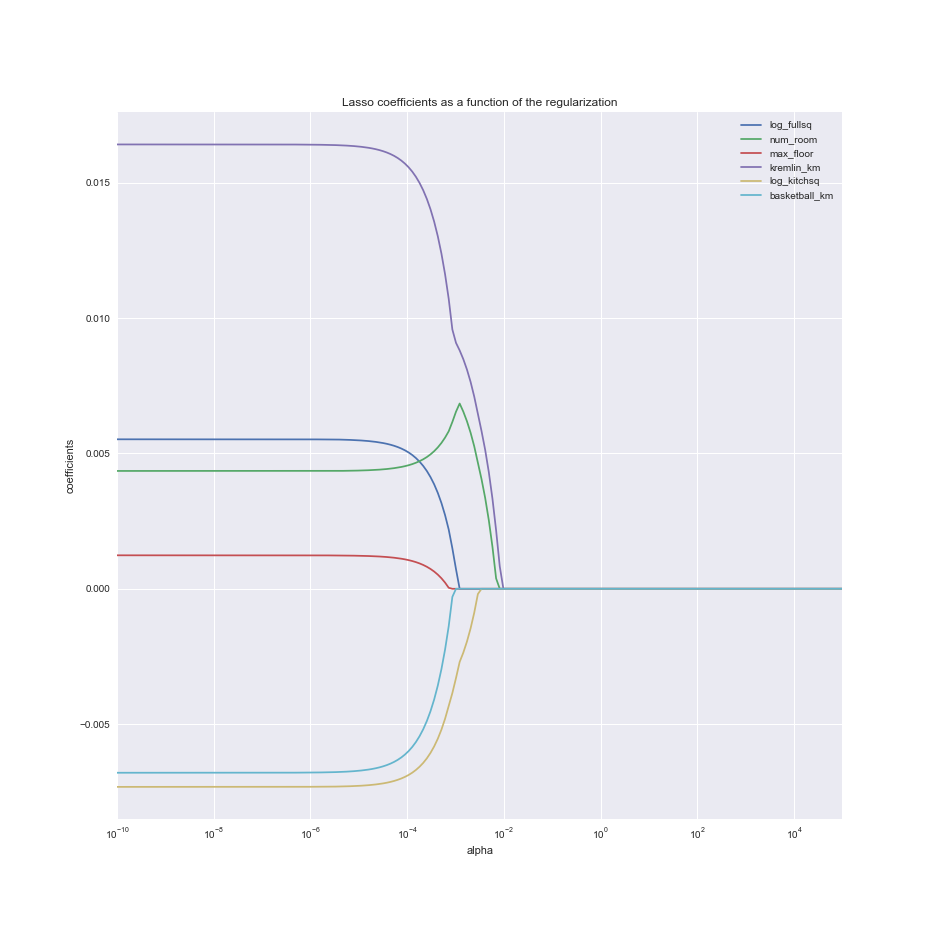 Lasso coefficients as a function of the regularization
log_fullsq
num_room
max_floor
kremlin_km
log_kitchsq
basketball_km
0.015
0.010
0.005
0.000
−0.005
coefficients
10⁻¹⁰ 10⁻⁸ 10⁻⁶ 10⁻⁴ 10⁻² 10⁰ 10² 10⁴
alpha